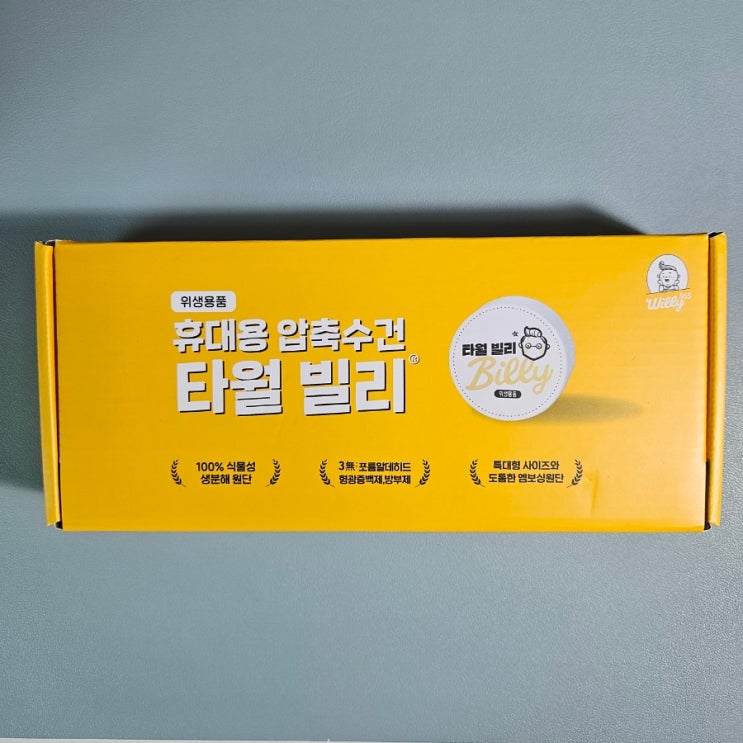 위생용품
휴대용 압축수건
타월 빌리®
타월 빌리
Billy
위생용품
Willy365
100% 식물성
생분해 원단
3無:포름알데히드
형광증백제,방부제
특대형 사이즈와
도톰한 엠보싱원단